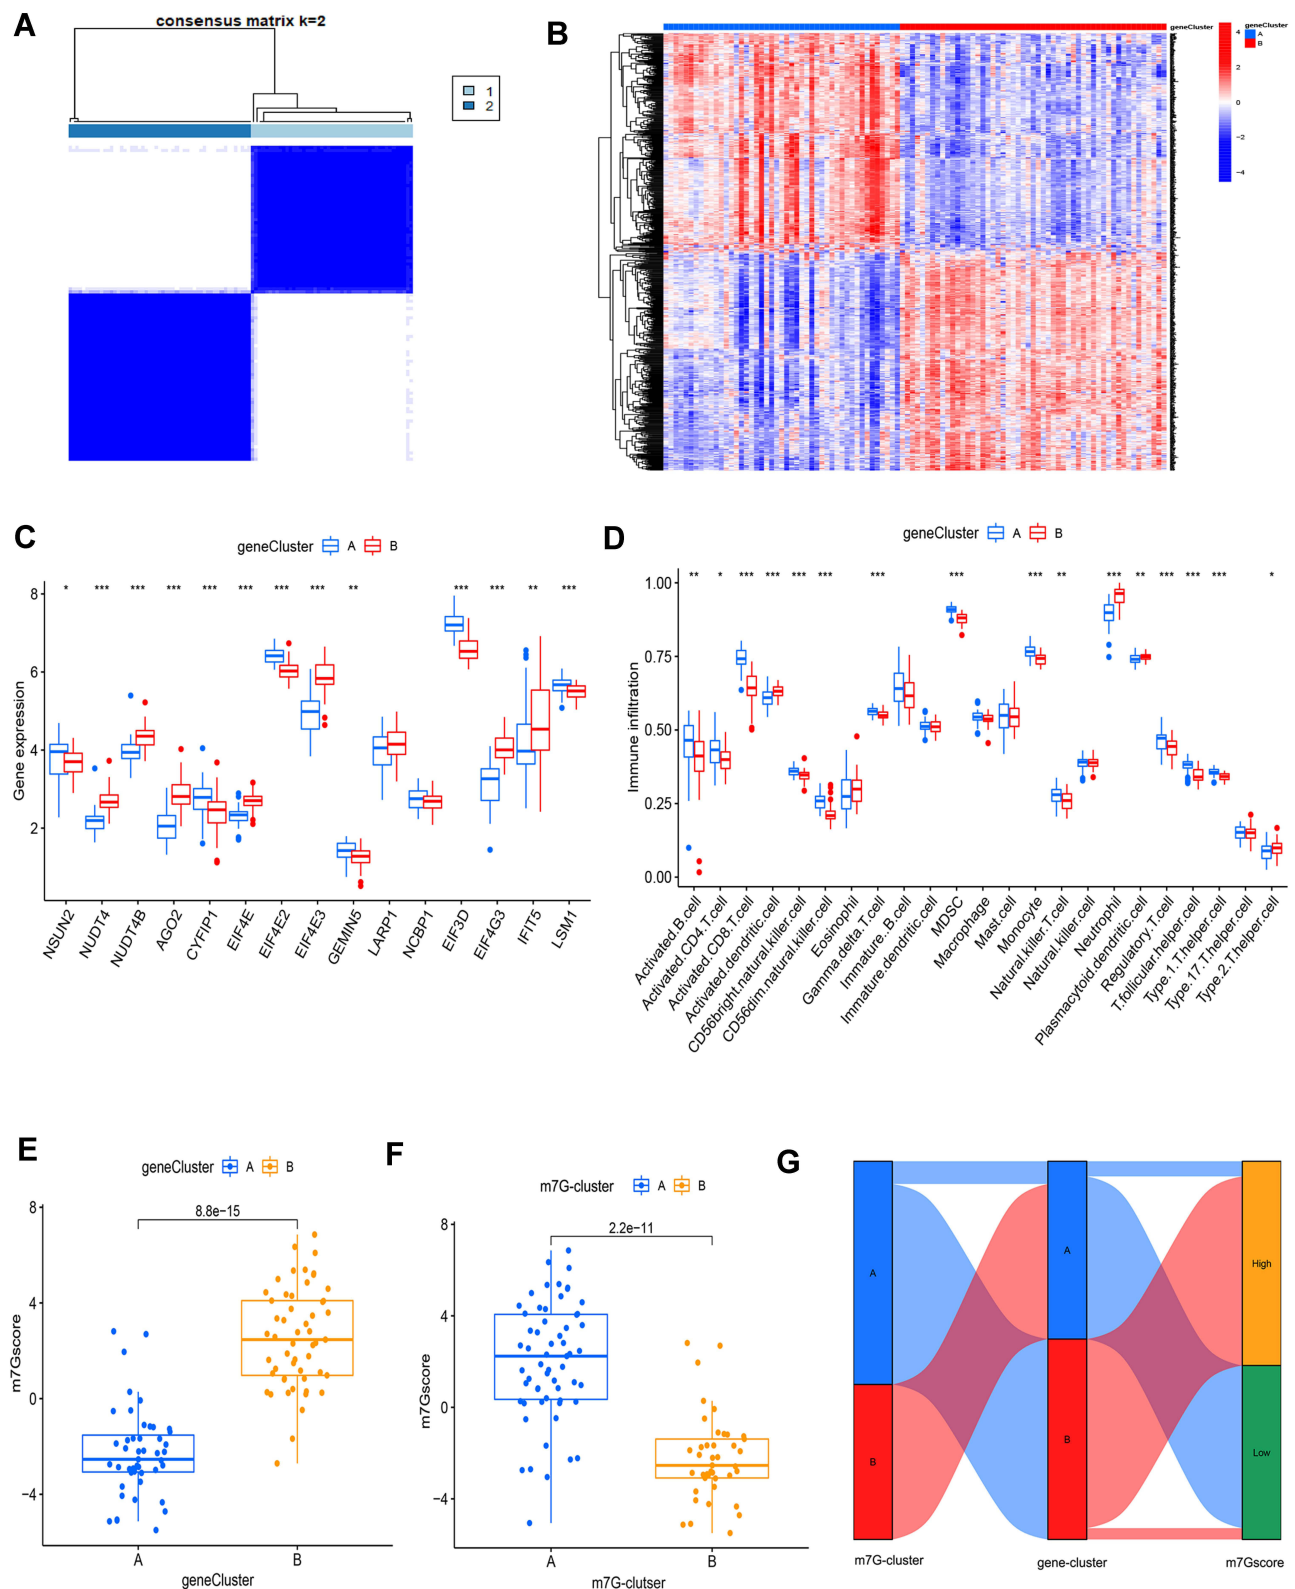 A
consensus matrix k=2
1
2
B
geneCluster
4
2
0
−2
−4
geneCluster
A
B
C
geneCluster A B
* *** *** *** *** *** *** *** ** *** *** ** ***
8
6
4
2
Gene expression
NSUN2
NUDT4
NUDT4B
AGO2
CYFIP1
EIF4E
EIF4E2
EIF4E3
GEMIN5
LARP1
NCBP1
EIF3D
EIF4G3
IFIT5
LSM1
D
geneCluster A B
** * *** *** *** *** *** *** *** ** *** ** *** *** *** *
1.00
0.75
0.50
0.25
0.00
Immune infiltration
Activated.B.cell
Activated.CD4.T.cell
Activated.CD8.T.cell
Activated.dendritic.cell
CD56bright.natural.killer.cell
CD56dim.natural.killer.cell
Eosinophil
Gamma.delta.T.cell
Immature..B.cell
Immature.dendritic.cell
MDSC
Macrophage
Mast.cell
Monocyte
Natural.killer.T.cell
Natural.killer.cell
Neutrophil
Plasmacytoid.dendritic.cell
Regulatory.T.cell
T.follicular.helper.cell
Type.1.T.helper.cell
Type.17.T.helper.cell
Type.2.T.helper.cell
E
geneCluster A B
8.8e−15
8
4
0
−4
m7Gscore
A B
geneCluster
F
m7G-cluster A B
2.2e−11
8
4
0
−4
m7Gscore
A B
m7G-clutser
G
A
B
A
B
High
Low
m7G-cluster
gene-cluster
m7Gscore